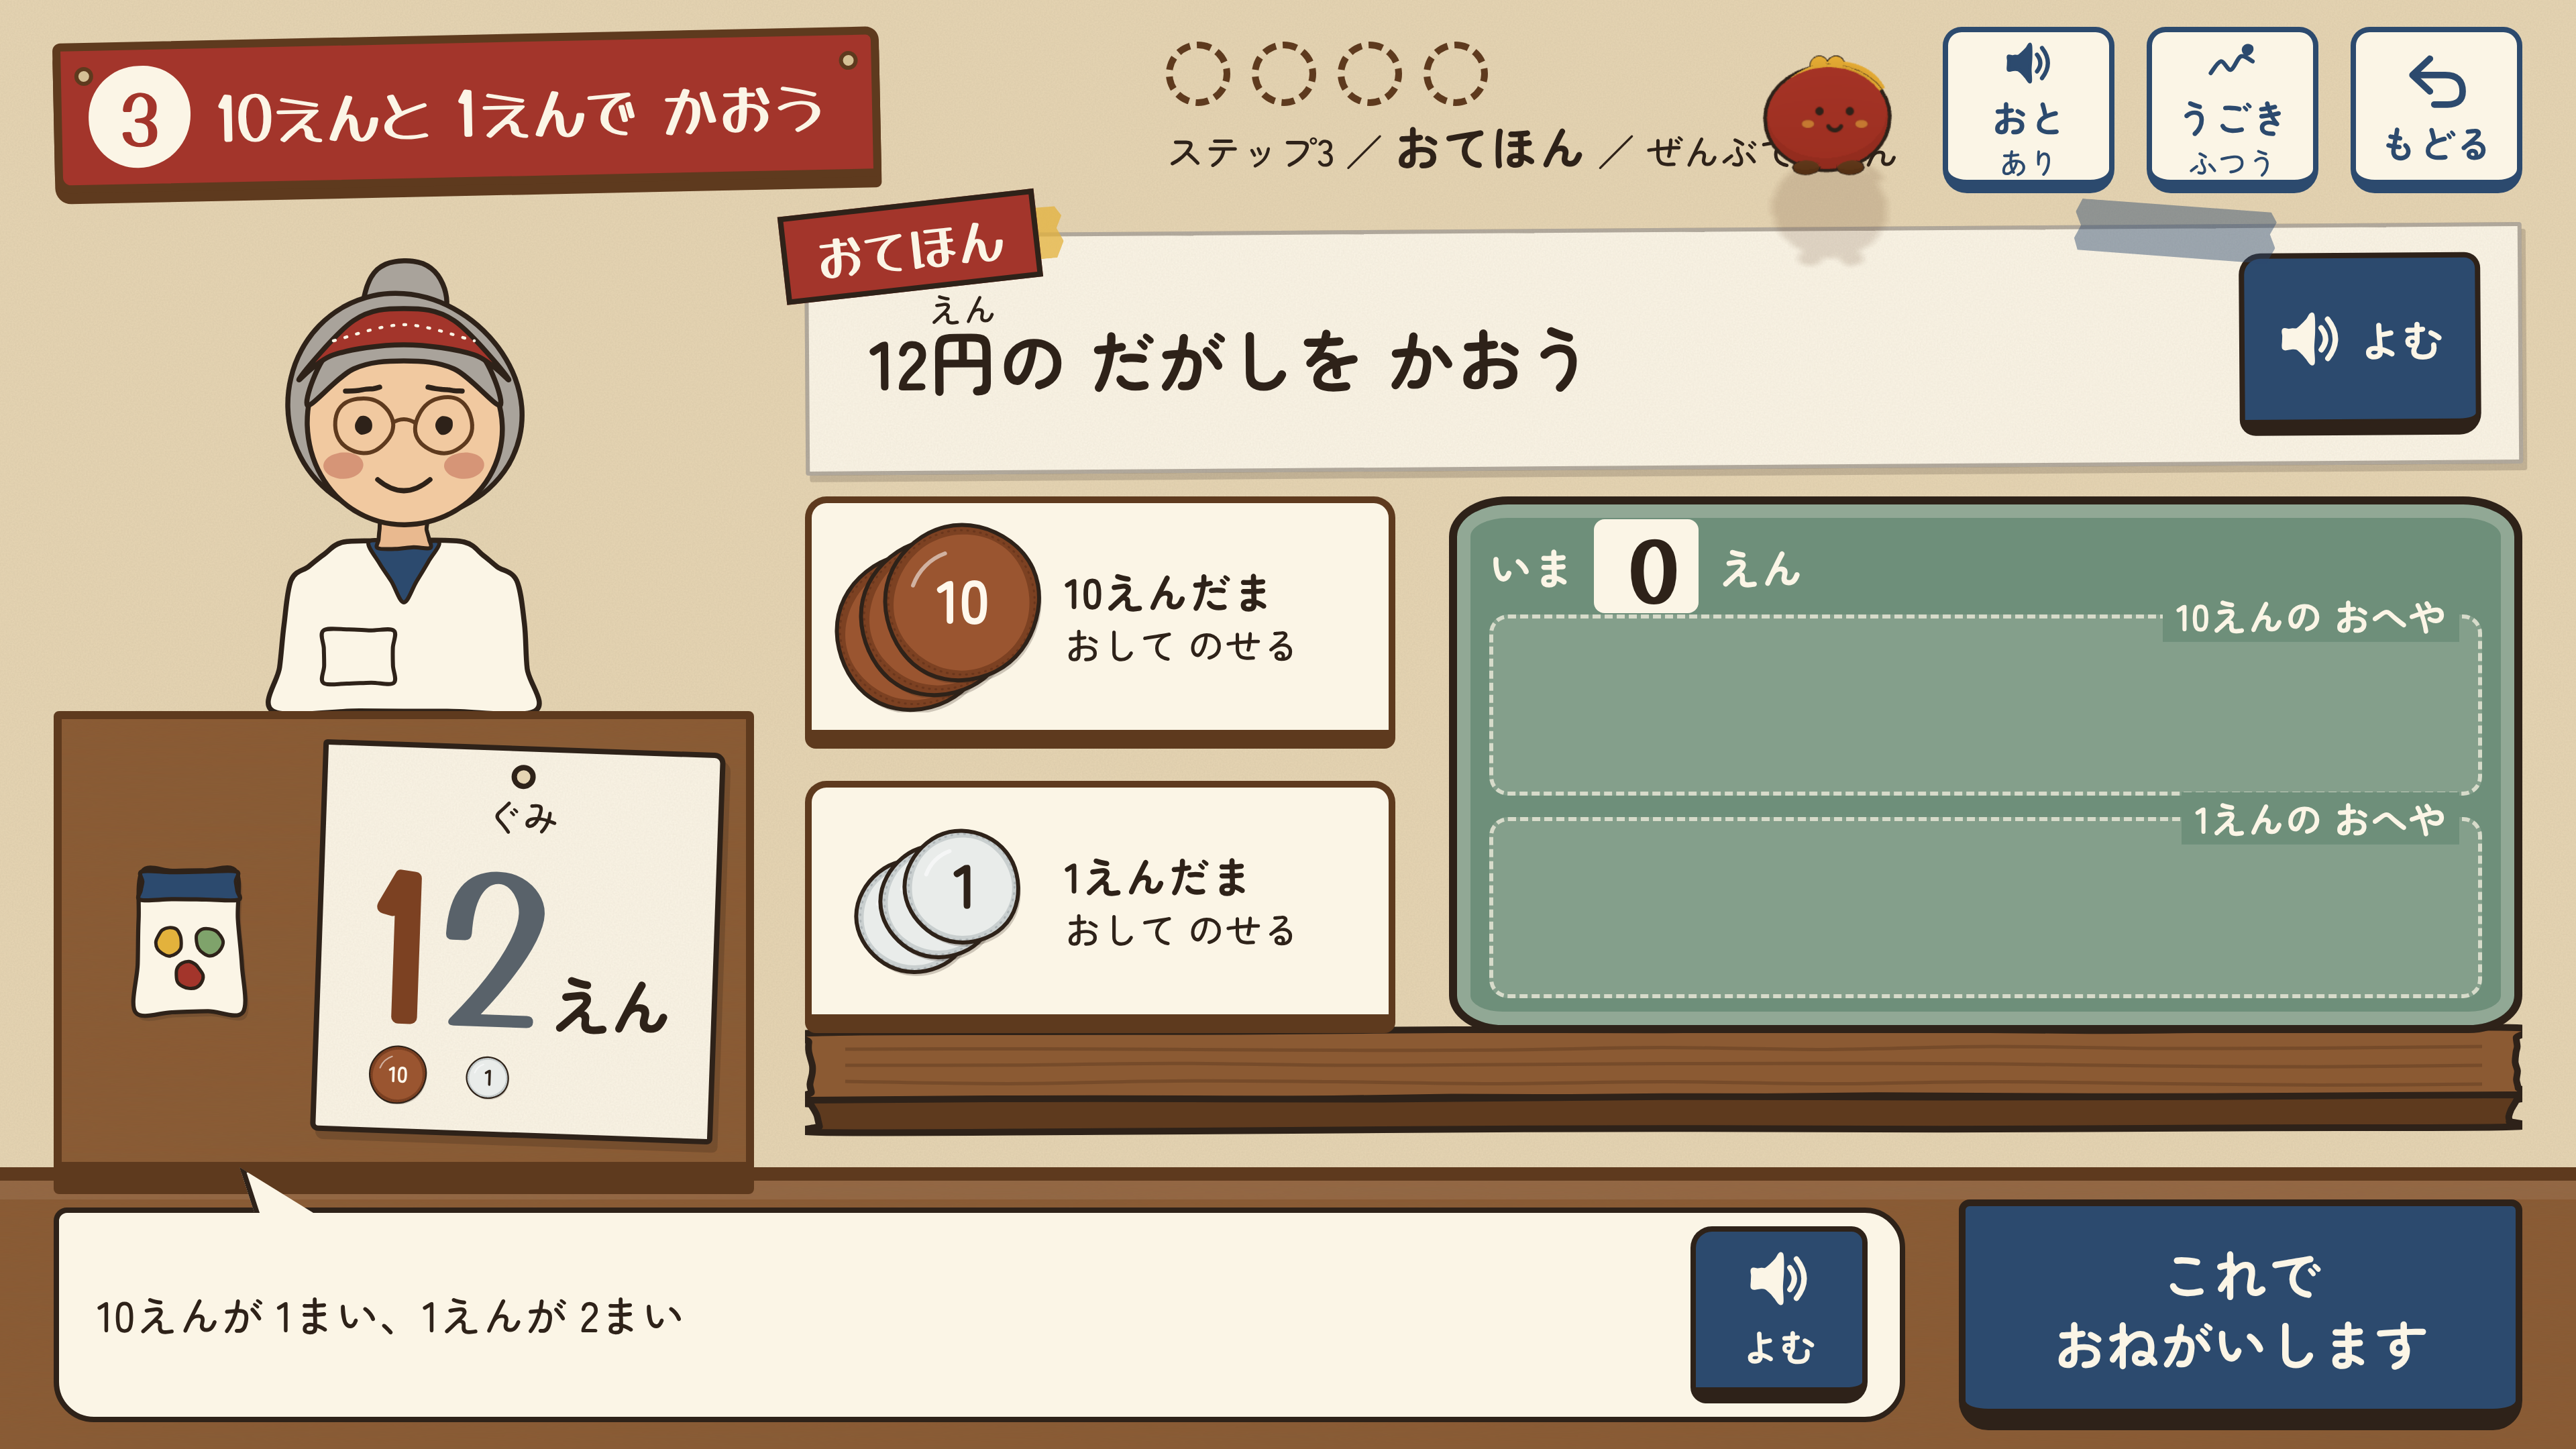 3 10えんと 1えんで かおう
ステップ3 ／ おてほん ／ ぜんぶ
おと
あり
うごき
ふつう
もどる
おてほん
えん
12円の だがしを かおう
よむ
10
10えんだま
おして のせる
1
1えんだま
おして のせる
いま 0 えん
10えんの おへや
1えんの おへや
ぐみ
12えん
10 1
10えんが 1まい、1えんが 2まい
よむ
これで
おねがいします